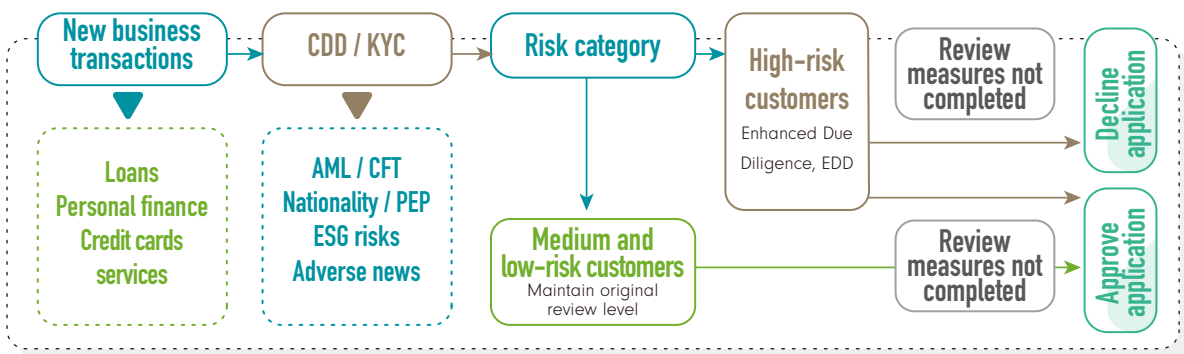 New business
transactions
CDD / KYC
Risk category
High-risk
customers
Enhanced Due
Diligence, EDD
Review
measures not
completed
Decline
application
Loans
Personal finance
Credit cards
services
AML / CFT
Nationality / PEP
ESG risks
Adverse news
Medium and
low-risk customers
Maintain original
review level
Review
measures not
completed
Approve
application